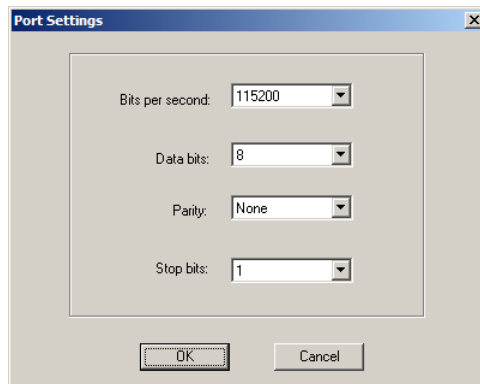 Port Settings
Bits per second: 115200
Data bits: 8
Parity: None
Stop bits: 1
OK Cancel